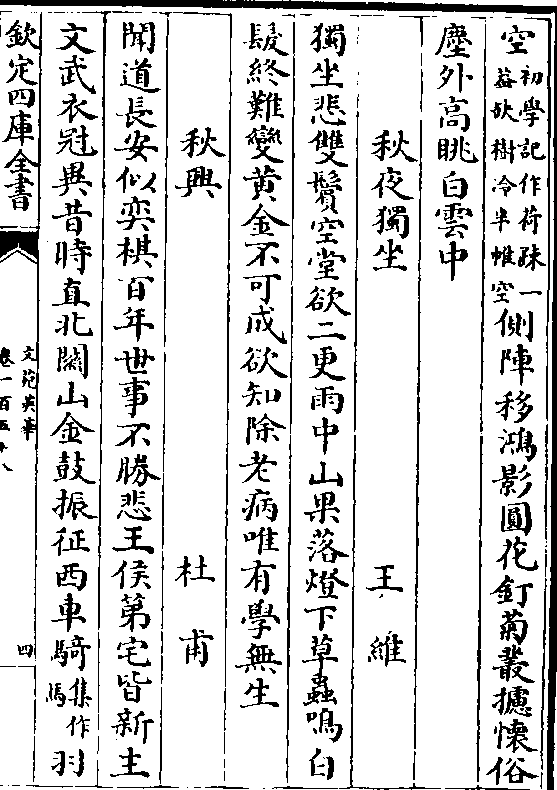 空初學記作荷踈一葢缺樹冷半帷空側陣移鴻影圓花釘菊叢攄懷俗
塵外高眺白雲中
秋夜獨坐 王維
獨坐悲雙鬢空堂欲二更雨中山果落燈下草蟲鳴白
髮終難變黄金不可成欲知除老病唯有學無生
秋興 杜甫
聞道長安似奕棋百年世事不勝悲王侯第宅皆新主
文武衣冠異昔時直北關山金鼓振征西車騎集作馬羽
欽定四庫全書
文苑英華
卷一百五十八
四